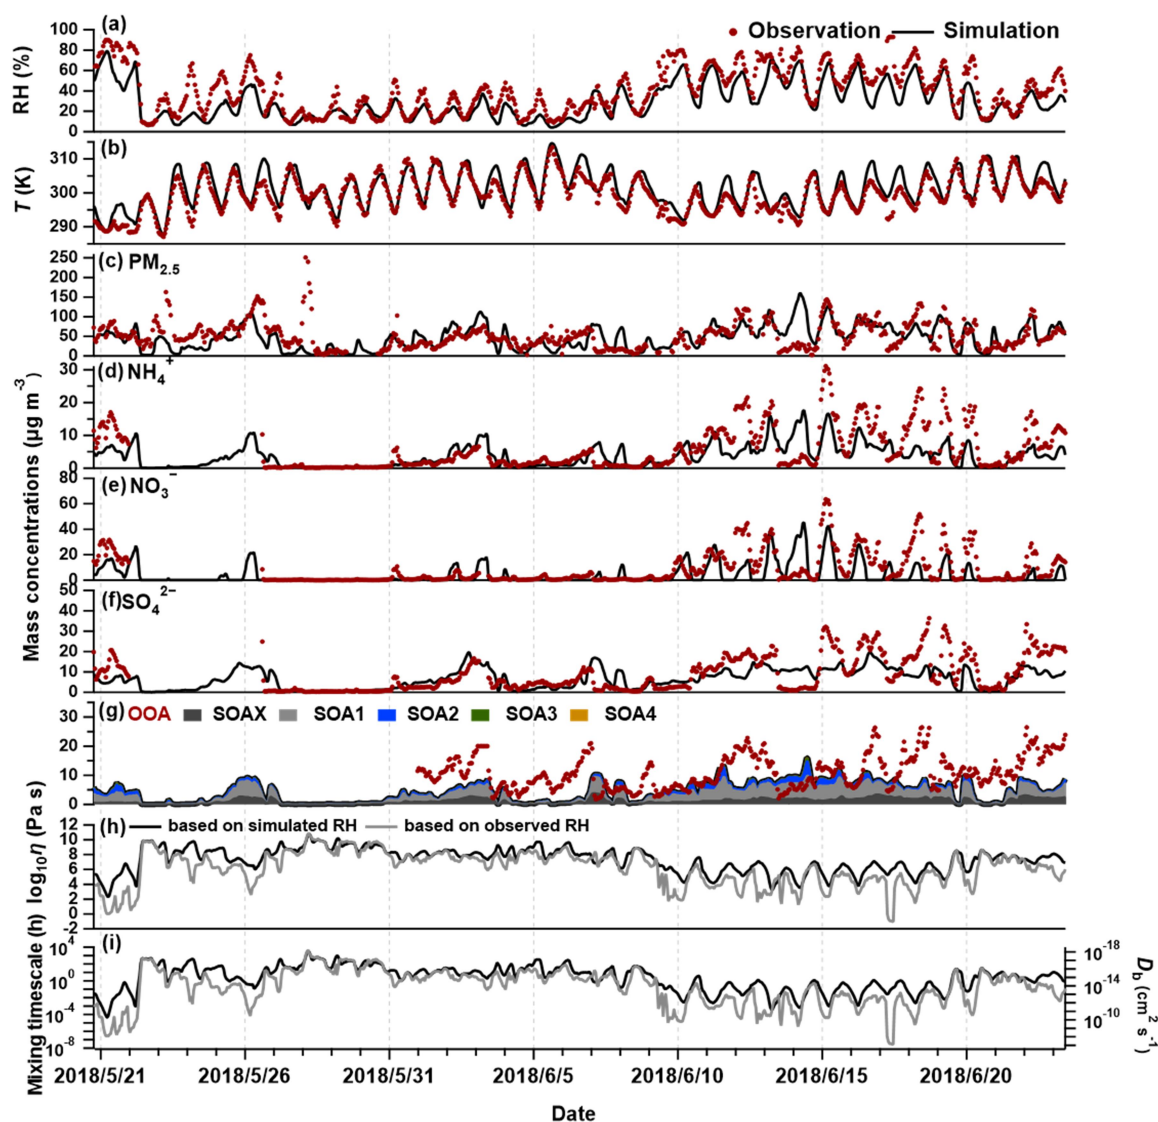 (a)
Observation
Simulation
RH (%)
100
80
60
40
20
0
(b)
T (K)
310
300
290
(c) PM2.5
250
200
150
100
50
0
Mass concentrations (µg m⁻³)
(d) NH4⁺
30
20
10
0
(e) NO3⁻
80
60
40
20
0
(f) SO4²⁻
50
40
30
20
10
0
(g) OOA SOAX SOA1 SOA2 SOA3 SOA4
30
20
10
0
(h) based on simulated RH based on observed RH
log10η (Pa s)
12
10
8
6
4
2
0
-2
(i)
Mixing timescale (h)
10⁴
10⁰
10⁻⁴
10⁻⁸
10⁻¹⁸
10⁻¹⁴
10⁻¹⁰
Db (cm² s⁻¹)
2018/5/21 2018/5/26 2018/5/31 2018/6/5 2018/6/10 2018/6/15 2018/6/20
Date